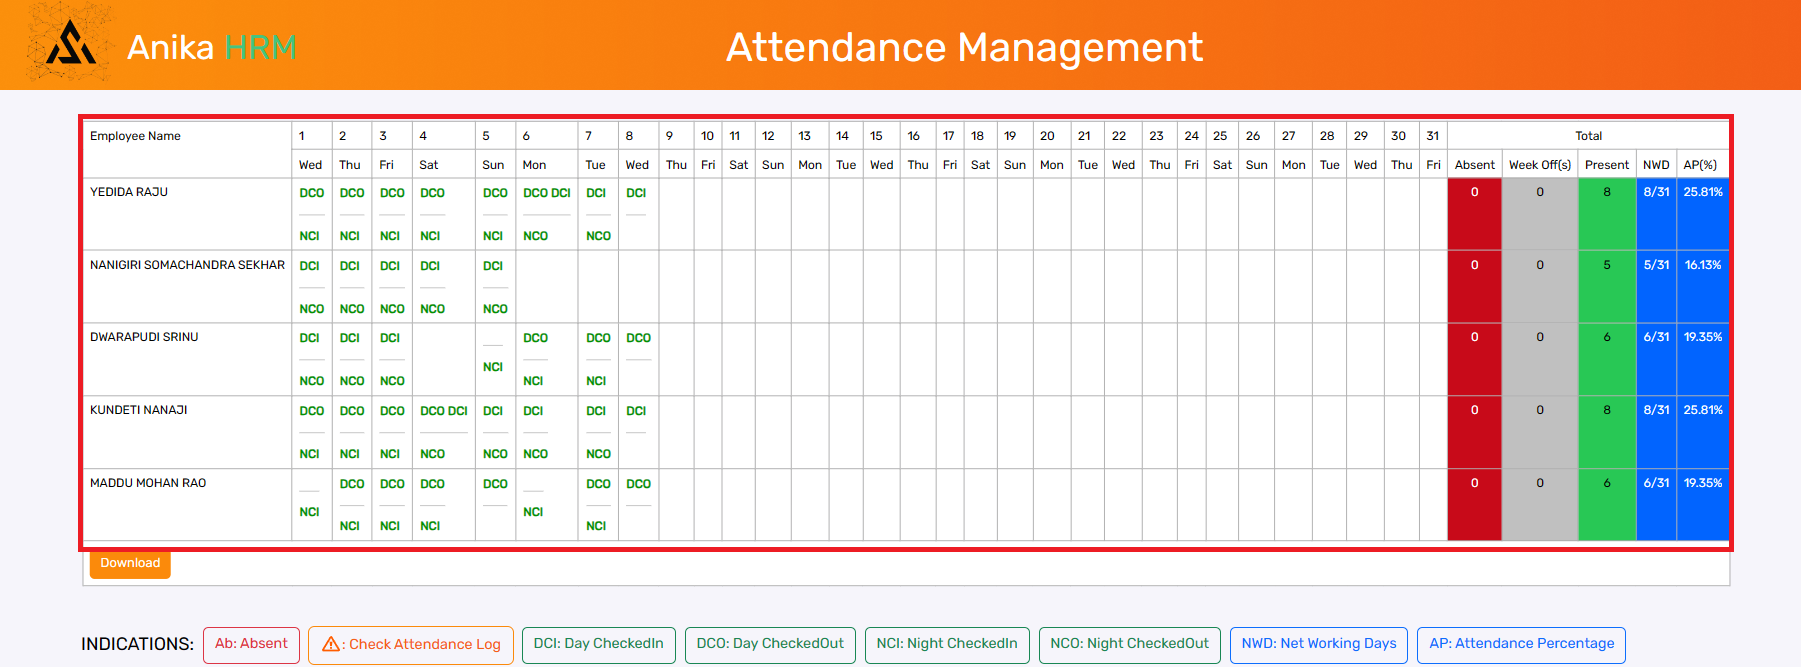 Anika HRM
Attendance Management
Employee Name 1 2 3 4 5 6 7 8 9 10 11 12 13 14 15 16 17 18 19 20 21 22 23 24 25 26 27 28 29 30 31 Total
Wed Thu Fri Sat Sun Mon Tue Wed Thu Fri Sat Sun Mon Tue Wed Thu Fri Sat Sun Mon Tue Wed Thu Fri Sat Sun Mon Tue Wed Thu Fri Absent Week Off(s) Present NWD AP(%)
YEDIDA RAJU DCO DCO DCO DCO DCO DCO DCI DCI DCI 0 0 8 8/31 25.81%
NCI NCI NCI NCI NCI NCO NCO
NANIGIRI SOMACHANDRA SEKHAR DCI DCI DCI DCI DCI 0 0 5 5/31 16.13%
NCO NCO NCO NCO NCO
DWARAPUDI SRINU DCI DCI DCI DCO DCO DCO 0 0 6 6/31 19.35%
NCI
NCO NCO NCO NCI NCI
KUNDETI NANAJI DCO DCO DCO DCO DCI DCI DCI DCI DCI 0 0 8 8/31 25.81%
NCI NCI NCI NCO NCO NCO NCO
MADDU MOHAN RAO DCO DCO DCO DCO DCO DCO 0 0 6 6/31 19.35%
NCI NCI
NCI NCI NCI NCI
Download
INDICATIONS: Ab: Absent : Check Attendance Log DCI: Day CheckedIn DCO: Day CheckedOut NCI: Night CheckedIn NCO: Night CheckedOut NWD: Net Working Days AP: Attendance Percentage